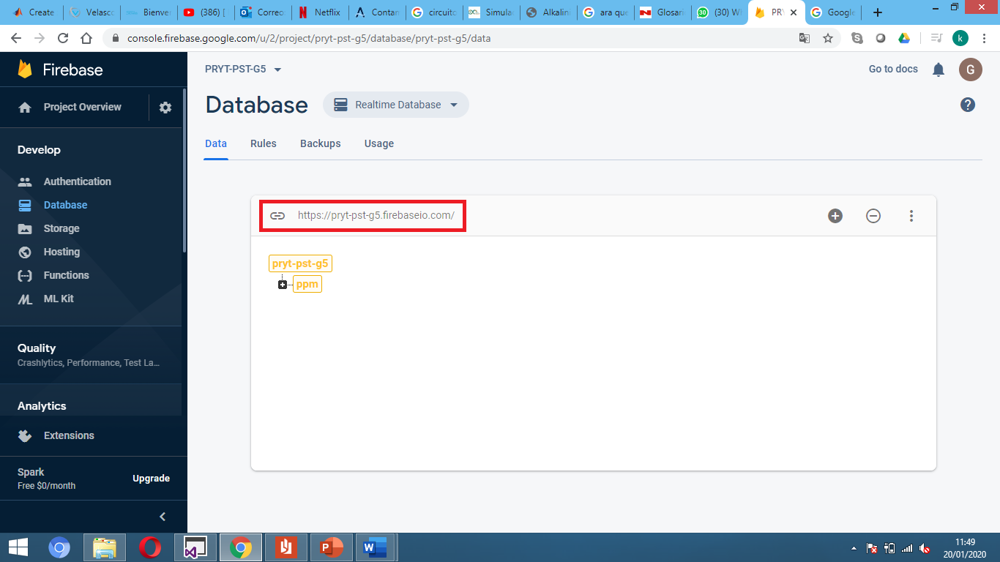 Create
Velasco
Bienver
(386) [
Correo
Netflix
Contan
circuito
Simula
Alkalini
ara que
Glosari
(30) W
PRY
Google
console.firebase.google.com/u/2/project/pryt-pst-g5/database/pryt-pst-g5/data
k
Firebase
PRYT-PST-G5
Go to docs
G
Project Overview
Database
Realtime Database
Develop
Data
Rules
Backups
Usage
Authentication
Database
Storage
Hosting
Functions
ML Kit
https://pryt-pst-g5.firebaseio.com/
pryt-pst-g5
ppm
Quality
Crashlytics, Performance, Test La...
Analytics
Extensions
Spark
Free $0/month
Upgrade
11:49
20/01/2020